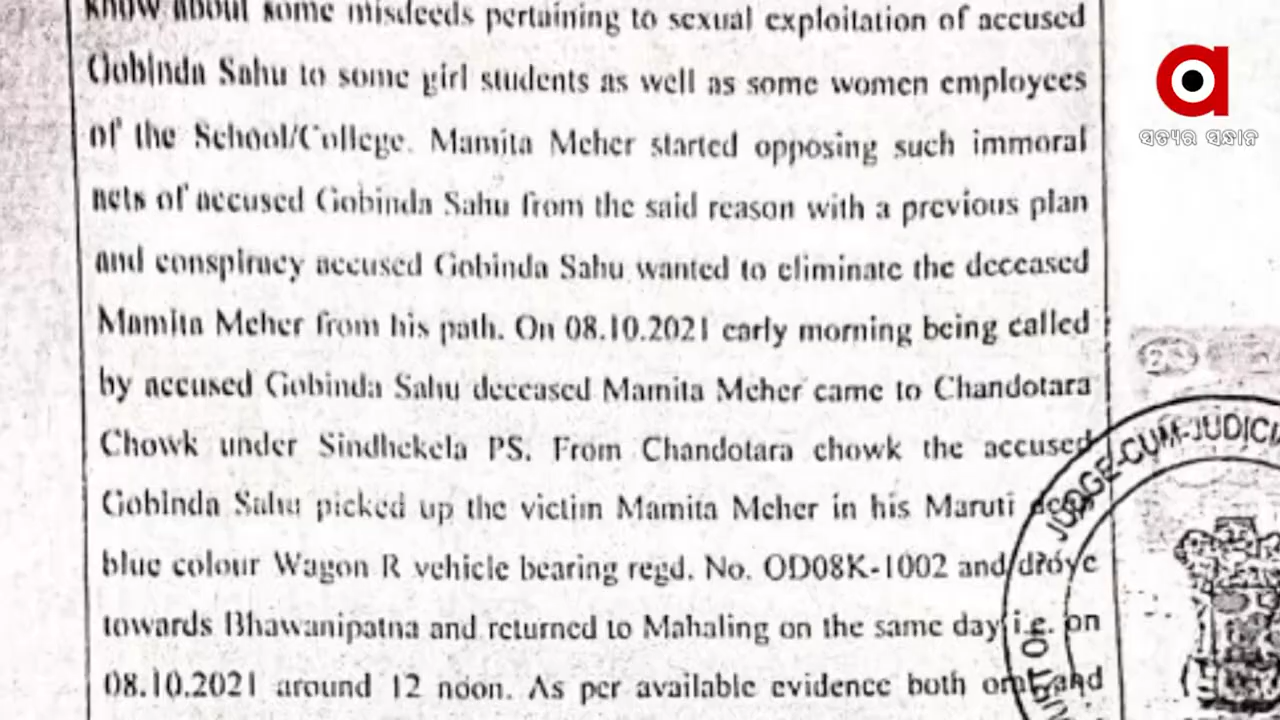 know about some misdeeds pertaining to sexual exploitation of accused
Gobinda Sahu to some girl students as well as some women employees
of the School/College. Mamita Meher started opposing such immoral
acts of accused Gobinda Sahu from the said reason with a previous plan
and conspiracy accused Gobinda Sahu wanted to eliminate the deceased
Mamita Meher from his path. On 08.10.2021 early morning being called
by accused Gobinda Sahu deceased Mamita Meher came to Chandotara
Chowk under Sindhekela PS. From Chandotara chowk the accused
Gobinda Sahu picked up the victim Mamita Meher in his Maruti deep
blue colour Wagon R vehicle bearing regd. No. OD08K-1002 and drove
towards Bhawanipatna and returned to Mahaling on the same day i.e. on
08.10.2021 around 12 noon. As per available evidence both oral and
a
ସତ୍ୟର ସନ୍ଧାନ
JUDGE-CUM-JUDICI